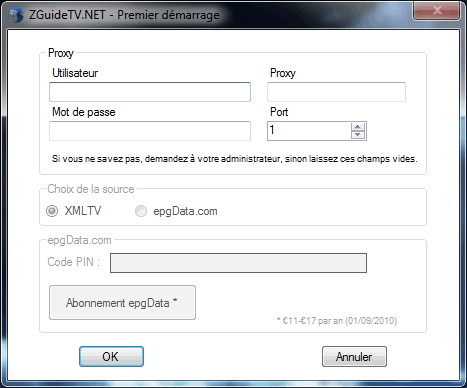 ZGuideTV.NET - Premier démarrage
Proxy
Utilisateur
Proxy
Mot de passe
Port
1
Si vous ne savez pas, demandez à votre administrateur, sinon laissez ces champs vides.
Choix de la source
XMLTV
epgData.com
epgData.com
Code PIN :
Abonnement epgData *
* €11-€17 par an (01/09/2010)
OK
Annuler